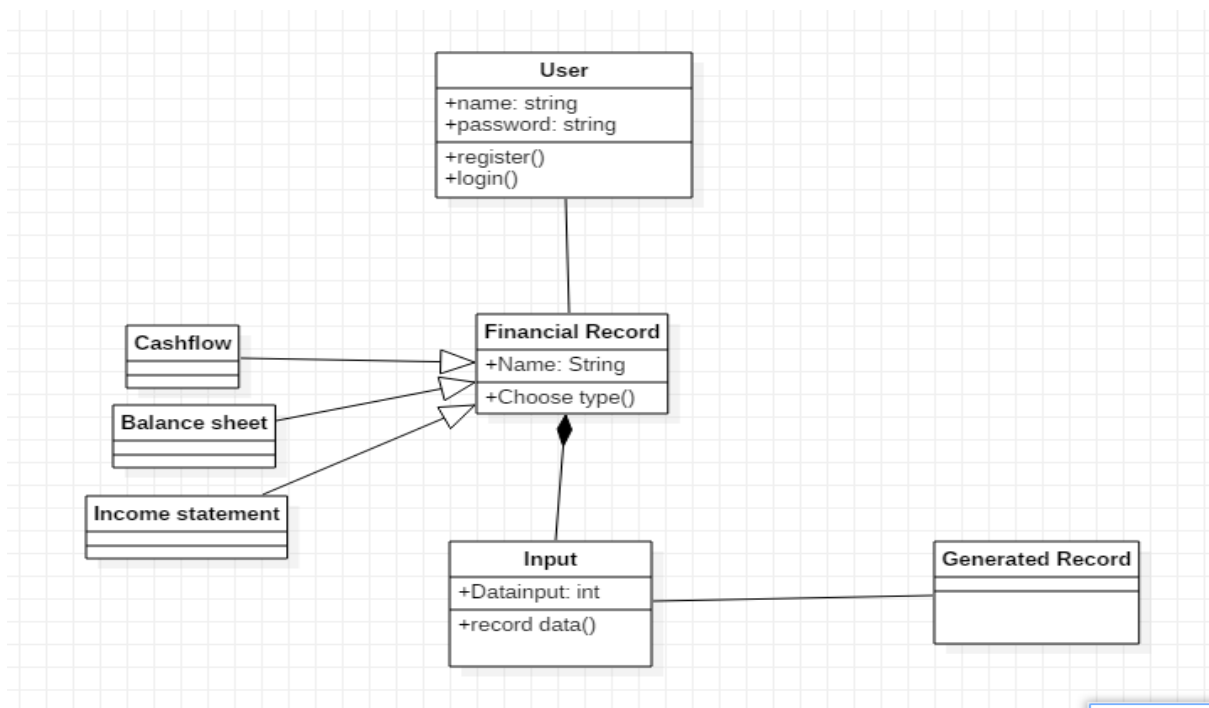 User
+name: string
+password: string
+register()
+login()
Financial Record
+Name: String
+Choose type()
Cashflow
Balance sheet
Income statement
Input
+Datainput: int
+record data()
Generated Record